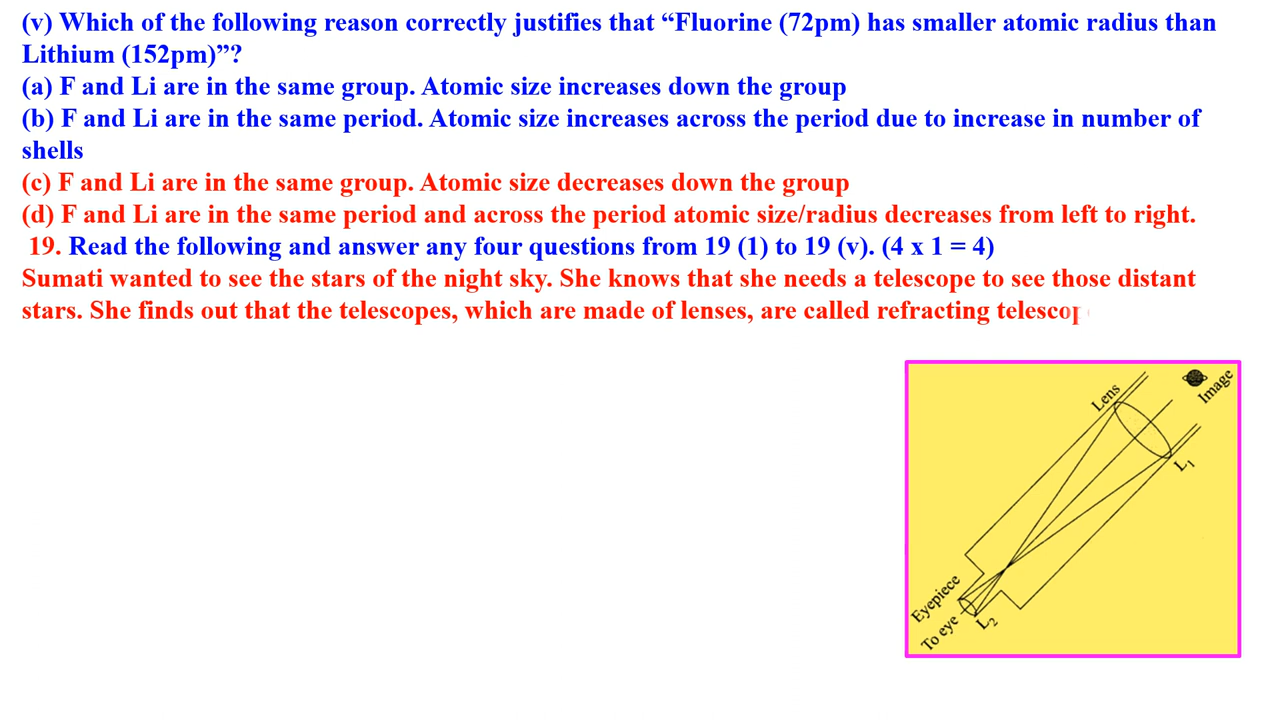 (v) Which of the following reason correctly justifies that “Fluorine (72pm) has smaller atomic radius than
Lithium (152pm)”?
(a) F and Li are in the same group. Atomic size increases down the group
(b) F and Li are in the same period. Atomic size increases across the period due to increase in number of
shells
(c) F and Li are in the same group. Atomic size decreases down the group
(d) F and Li are in the same period and across the period atomic size/radius decreases from left to right.
19. Read the following and answer any four questions from 19 (1) to 19 (v). (4 x 1 = 4)
Sumati wanted to see the stars of the night sky. She knows that she needs a telescope to see those distant
stars. She finds out that the telescopes, which are made of lenses, are called refracting
Lens
Image
L1
Eyepiece
To eye
L2